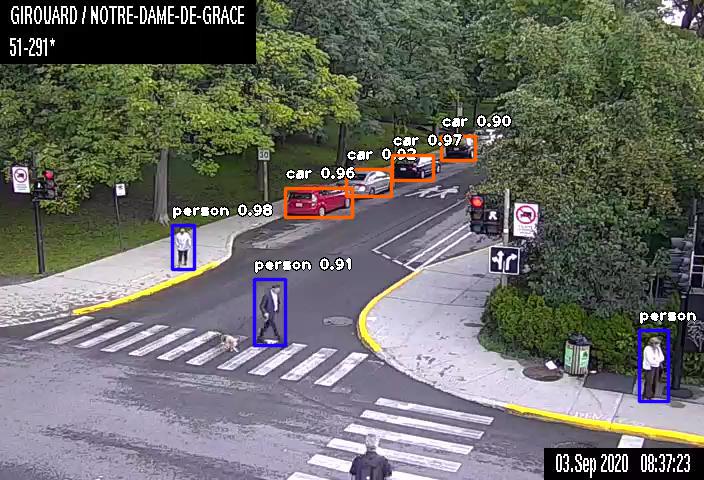 GIROUARD / NOTRE-DAME-DE-GRACE
51-291*
car 0.90
car 0.97
car 0.92
car 0.96
person 0.98
person 0.91
person
30
03.Sep 2020 08:37:23